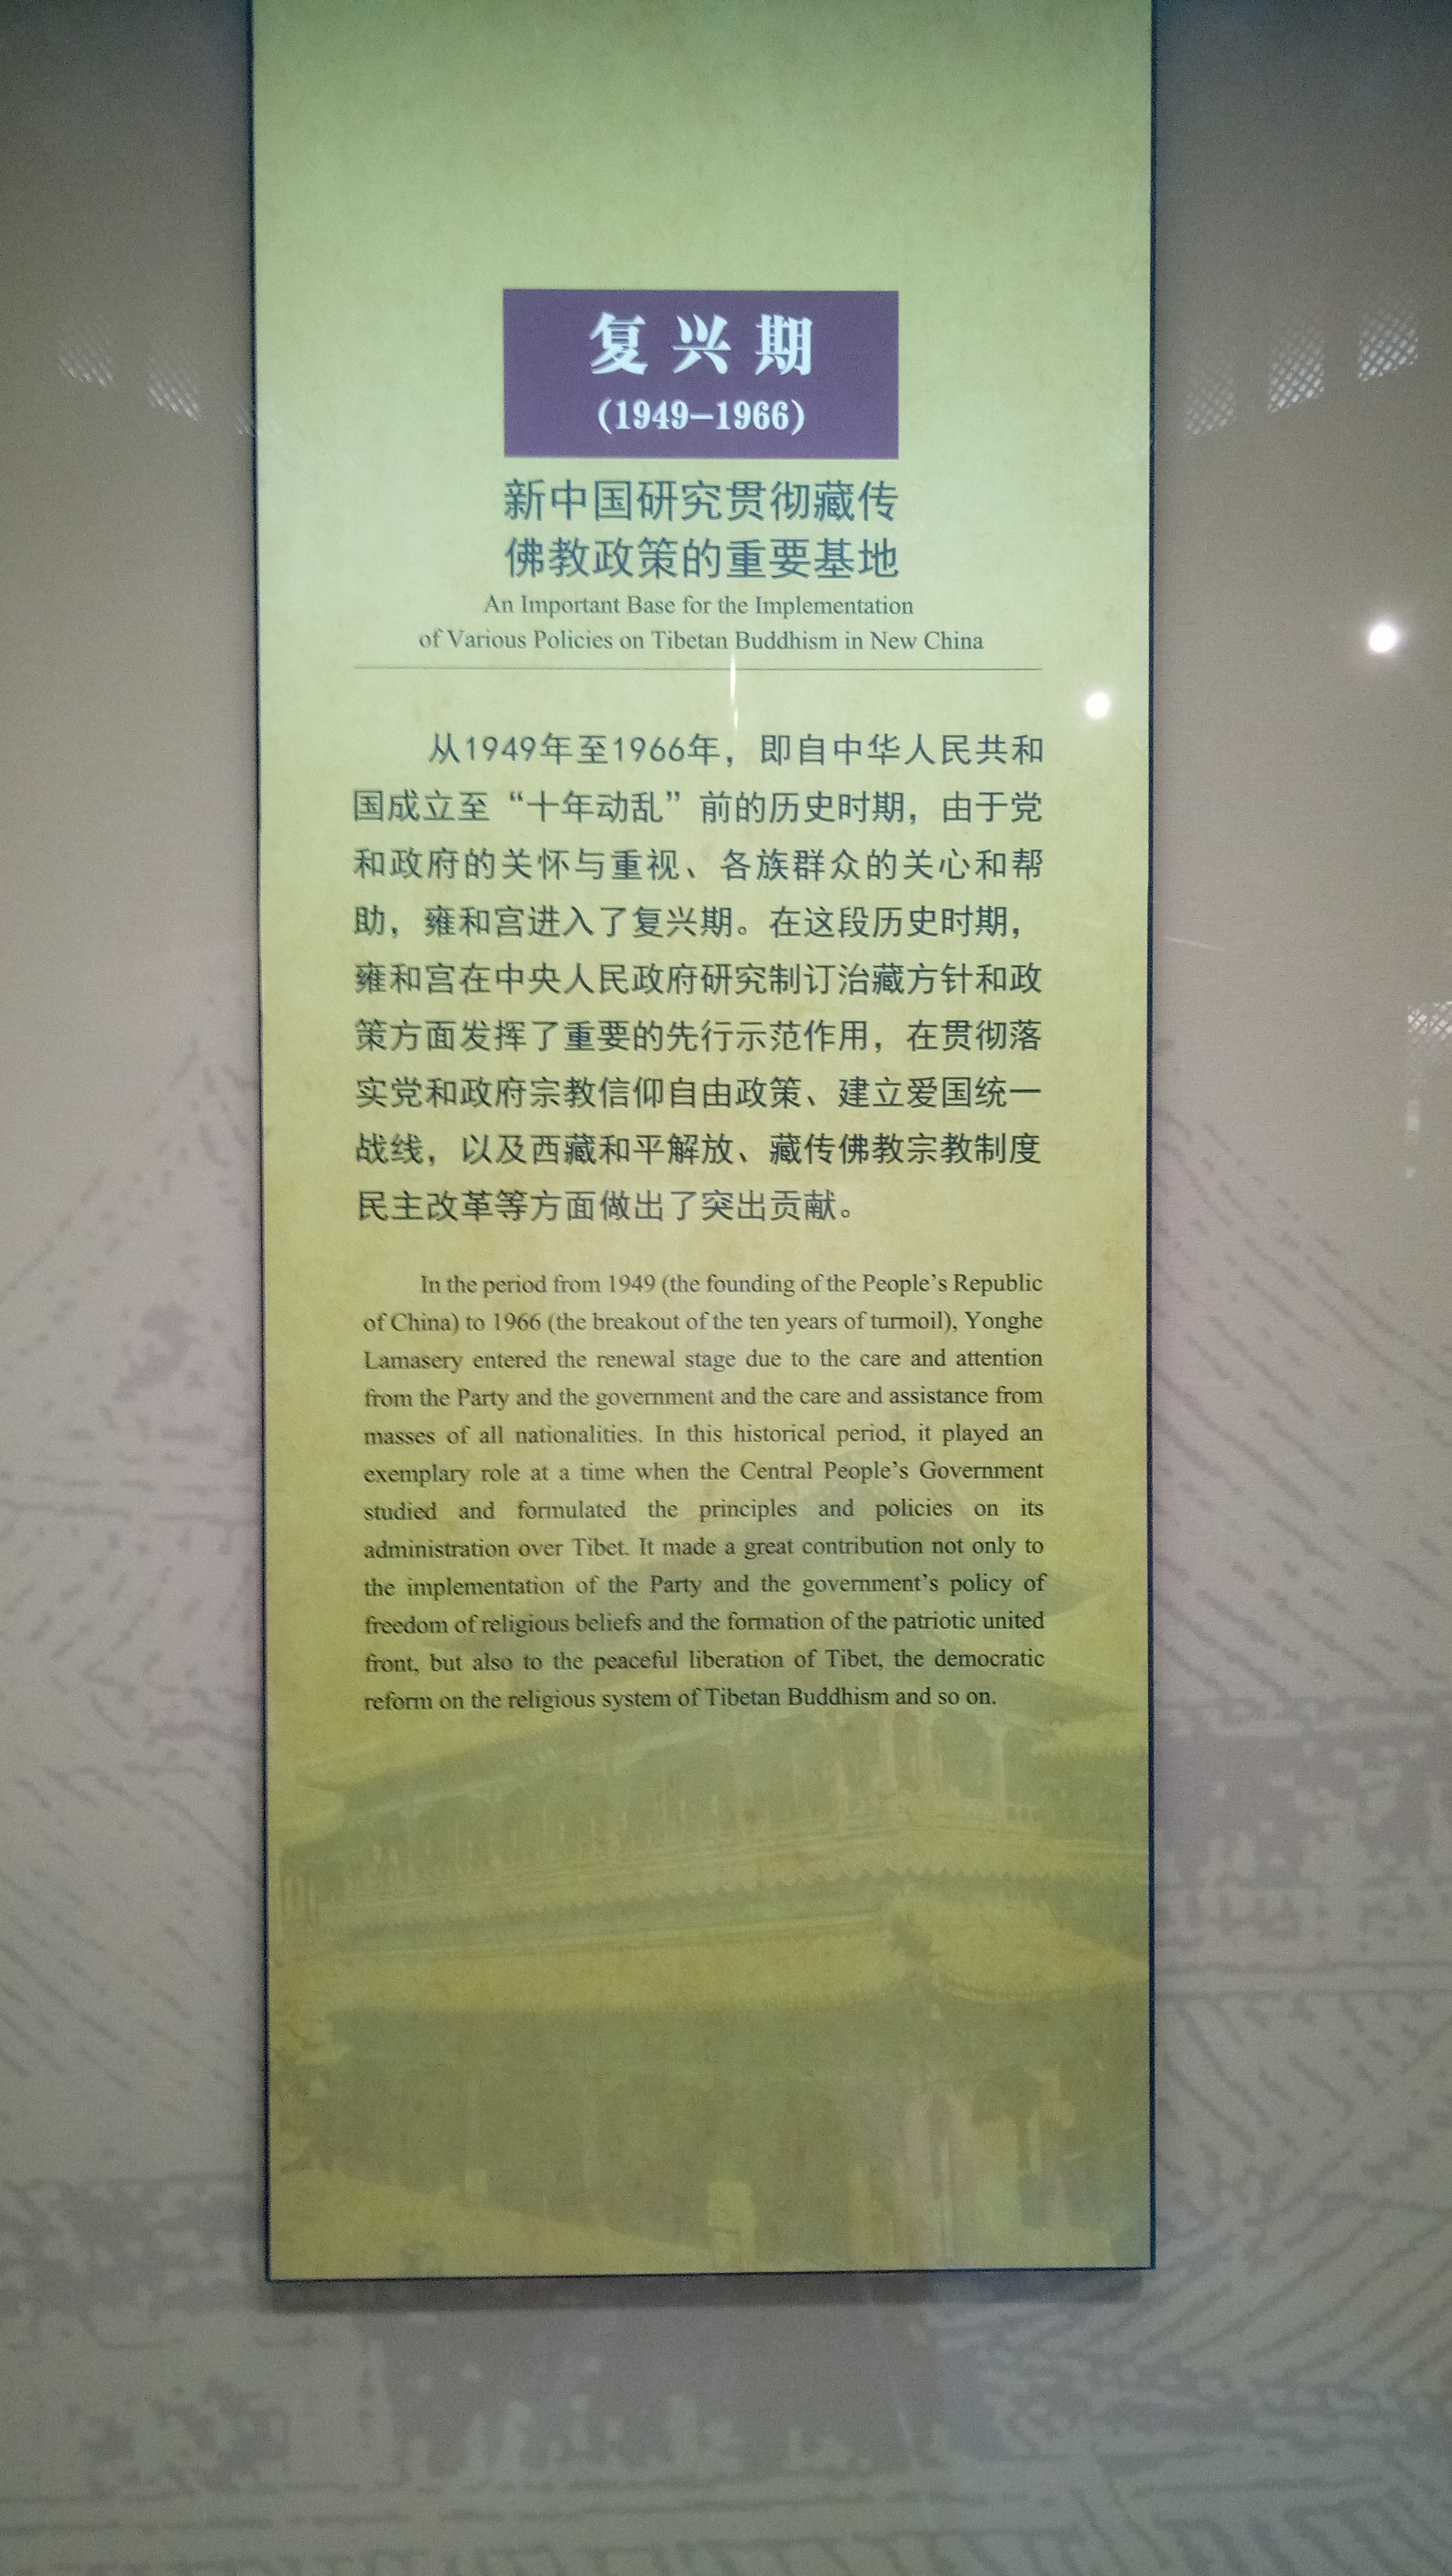 复兴期
(1949–1966)
新中国研究贯彻藏传
佛教政策的重要基地
An Important Base for the Implementation
of Various Policies on Tibetan Buddhism in New China
从1949年至1966年，即自中华人民共和
国成立至“十年动乱”前的历史时期，由于党
和政府的关怀与重视、各族群众的关心和帮
助，雍和宫进入了复兴期。在这段历史时期，
雍和宫在中央人民政府研究制订治藏方针和政
策方面发挥了重要的先行示范作用，在贯彻落
实党和政府宗教信仰自由政策、建立爱国统一
战线，以及西藏和平解放、藏传佛教宗教制度
民主改革等方面做出了突出贡献。
In the period from 1949 (the founding of the People's Republic
of China) to 1966 (the breakout of the ten years of turmoil), Yonghe
Lamasery entered the renewal stage due to the care and attention
from the Party and the government and the care and assistance from
masses of all nationalities. In this historical period, it played an
exemplary role at a time when the Central People's Government
studied and formulated the principles and policies on its
administration over Tibet. It made a great contribution not only to
the implementation of the Party and the government's policy of
freedom of religious beliefs and the formation of the patriotic united
front, but also to the peaceful liberation of Tibet, the democratic
reform on the religious system of Tibetan Buddhism and so on.